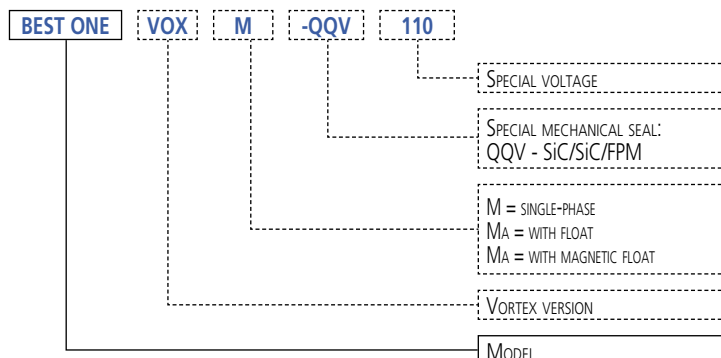 BEST ONE VOX M -QQV 110
SPECIAL VOLTAGE
SPECIAL MECHANICAL SEAL:
QQV - SiC/SiC/FPM
M = SINGLE-PHASE
MA = WITH FLOAT
MA = WITH MAGNETIC FLOAT
VORTEX VERSION
MODEL